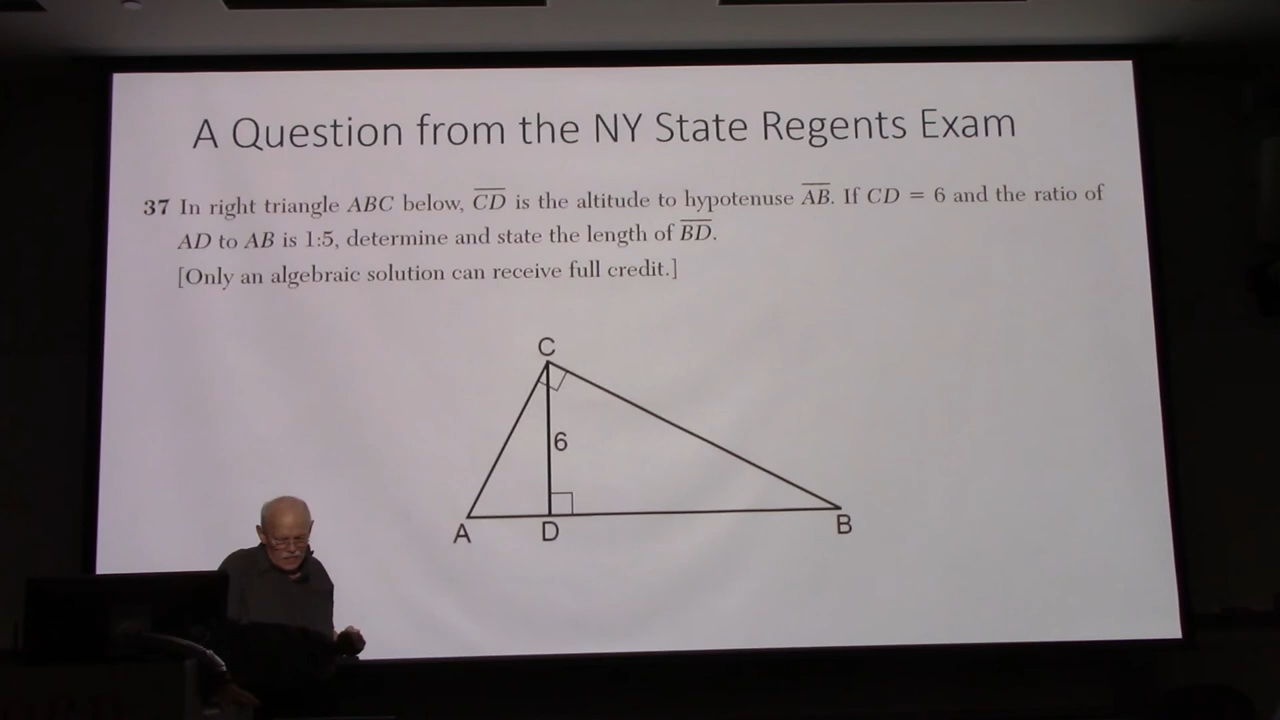 A Question from the NY State Regents Exam
37 In right triangle ABC below, CD is the altitude to hypotenuse AB. If CD = 6 and the ratio of
AD to AB is 1:5, determine and state the length of BD.
[Only an algebraic solution can receive full credit.]
C
6
A
D
B